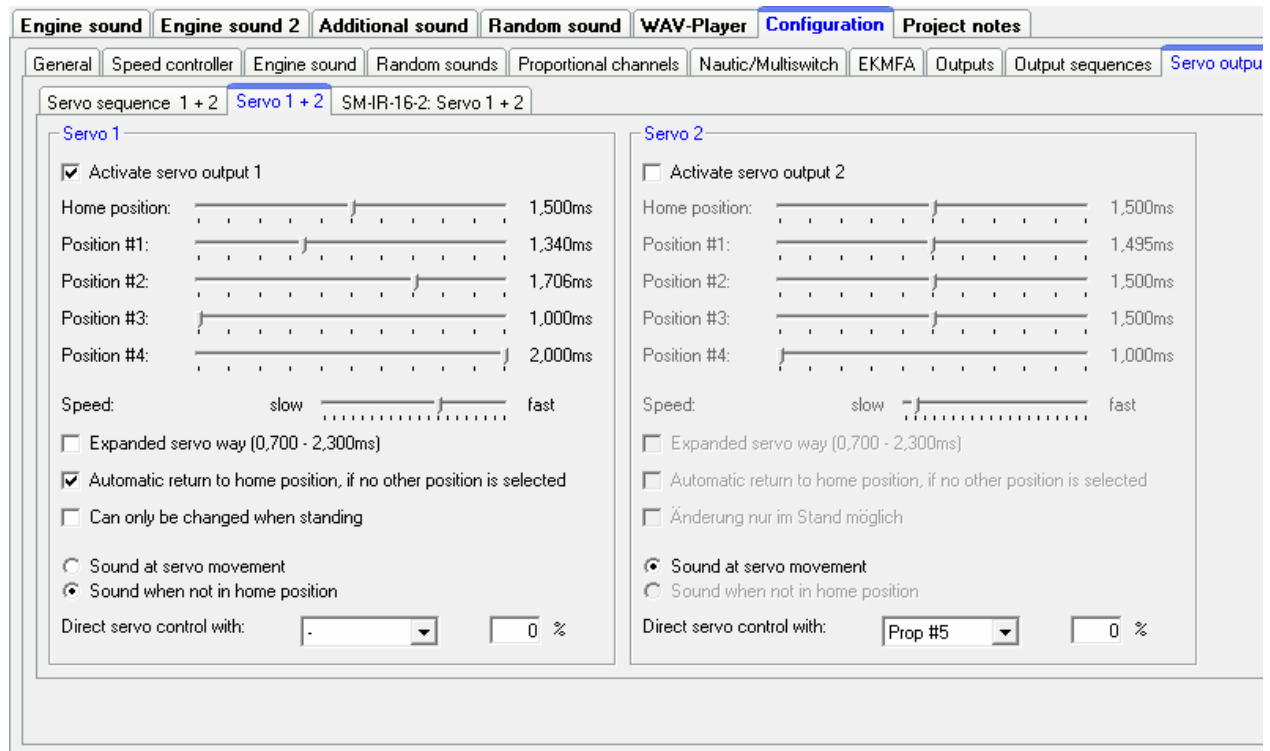 Engine sound Engine sound 2 Additional sound Random sound WAV-Player Configuration Project notes
General Speed controller Engine sound Random sounds Proportional channels Nautic/Multiswitch EKMFA Outputs Output sequences Servo outpu
Servo sequence 1 + 2 Servo 1 + 2 SM-IR-16-2: Servo 1 + 2
Servo 1
Activate servo output 1
Home position: 1,500ms
Position #1: 1,340ms
Position #2: 1,706ms
Position #3: 1,000ms
Position #4: 2,000ms
Speed: slow fast
Expanded servo way (0,700 - 2,300ms)
Automatic return to home position, if no other position is selected
Can only be changed when standing
Sound at servo movement
Sound when not in home position
Direct servo control with: - 0 %
Servo 2
Activate servo output 2
Home position: 1,500ms
Position #1: 1,495ms
Position #2: 1,500ms
Position #3: 1,500ms
Position #4: 1,000ms
Speed: slow fast
Expanded servo way (0,700 - 2,300ms)
Automatic return to home position, if no other position is selected
Änderung nur im Stand möglich
Sound at servo movement
Sound when not in home position
Direct servo control with: Prop #5 0 %